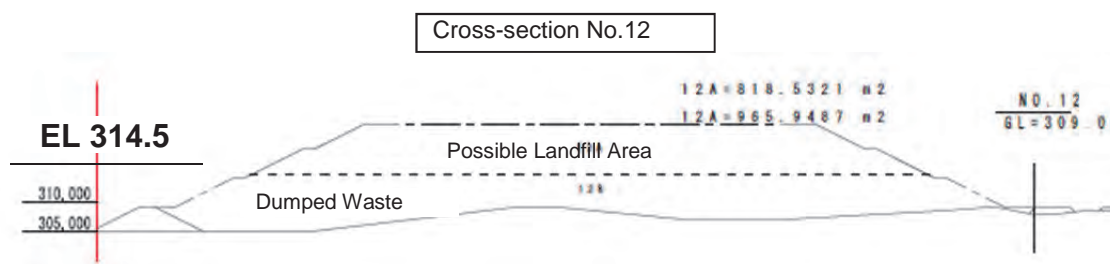 Cross-section No.12
12A=818.5321 m2
12A=965.9487 m2
NO.12
GL=309.0
EL 314.5
Possible Landfill Area
Dumped Waste
310,000
305,000